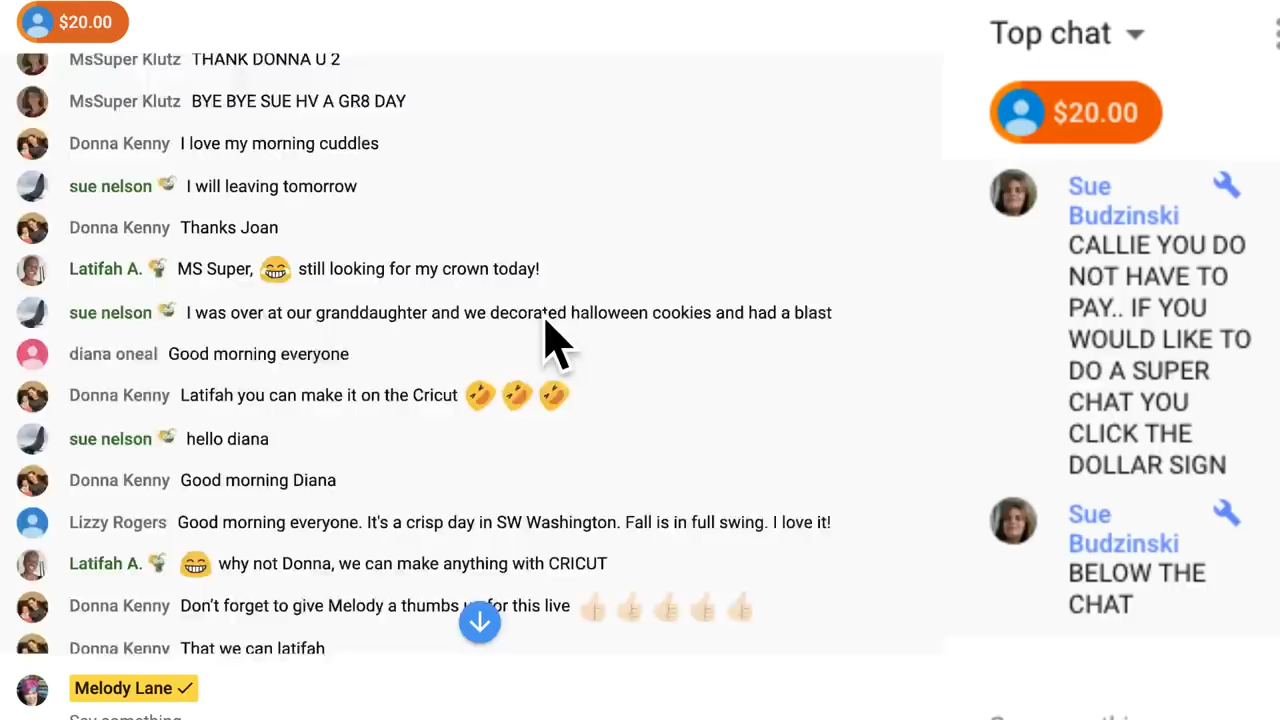 $20.00
MsSuper Klutz THANK DONNA U 2
MsSuper Klutz BYE BYE SUE HV A GR8 DAY
Donna Kenny I love my morning cuddles
sue nelson I will leaving tomorrow
Donna Kenny Thanks Joan
Latifah A. MS Super, 😂 still looking for my crown today!
sue nelson I was over at our granddaughter and we decorated halloween cookies and had a blast
diana oneal Good morning everyone
Donna Kenny Latifah you can make it on the Cricut 🤣 🤣 🤣
sue nelson hello diana
Donna Kenny Good morning Diana
Lizzy Rogers Good morning everyone. It's a crisp day in SW Washington. Fall is in full swing. I love it!
Latifah A. 😁 why not Donna, we can make anything with CRICUT
Donna Kenny Don't forget to give Melody a thumbs up for this live 👍🏻 👍🏻 👍🏻 👍🏻 👍🏻
Donna Kenny That we can latifah
Melody Lane ✓
Say something
Top chat
$20.00
Sue
Budzinski
CALLIE YOU DO
NOT HAVE TO
PAY.. IF YOU
WOULD LIKE TO
DO A SUPER
CHAT YOU
CLICK THE
DOLLAR SIGN
Sue
Budzinski
BELOW THE
CHAT